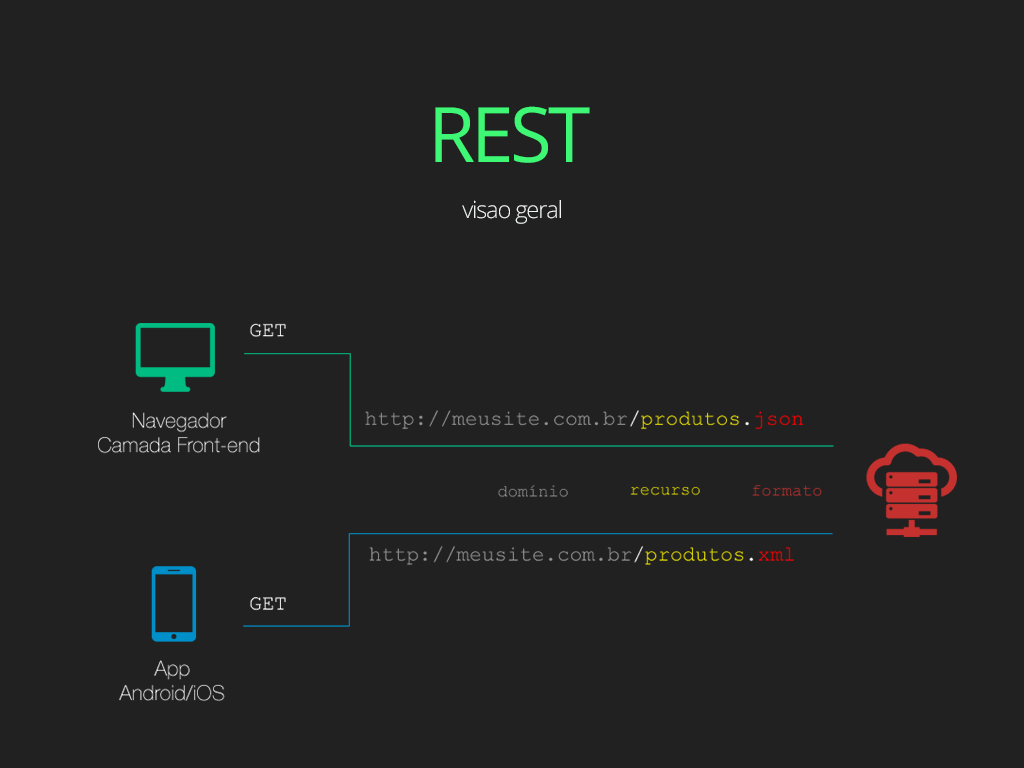 REST
visao geral
GET
Navegador
Camada Front-end
http://meusite.com.br/produtos.json
domínio recurso formato
http://meusite.com.br/produtos.xml
GET
App
Android/iOS